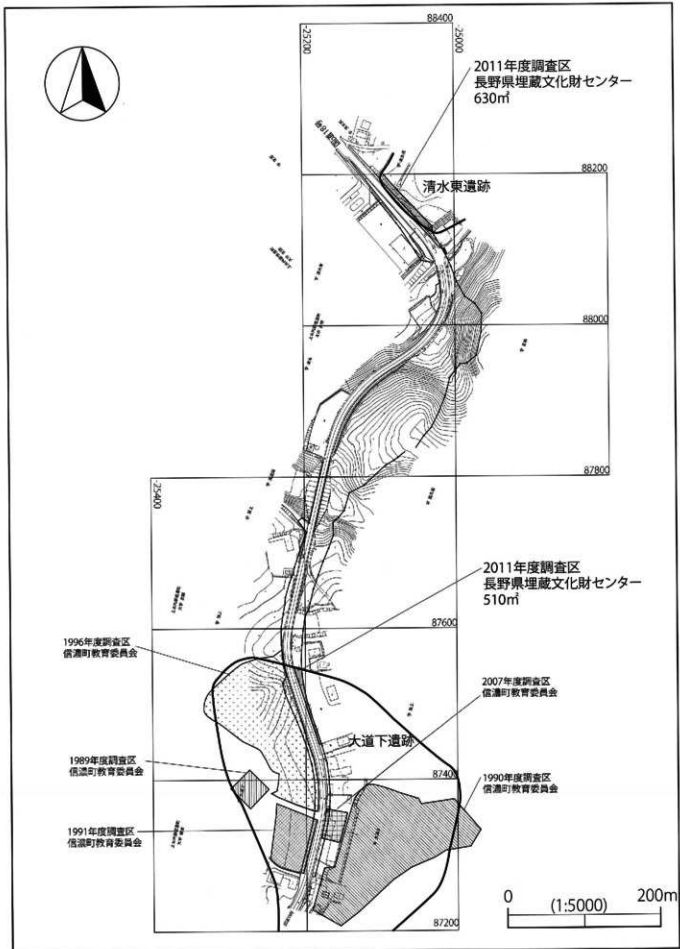 88400
-25200
-25000
2011年度調査区
長野県埋蔵文化財センター
630㎡
国道18号
88200
清水東遺跡
88000
87800
-25400
2011年度調査区
長野県埋蔵文化財センター
510㎡
87600
1996年度調査区
信濃町教育委員会
2007年度調査区
信濃町教育委員会
大道下遺跡
1989年度調査区
信濃町教育委員会
87400
1990年度調査区
信濃町教育委員会
1991年度調査区
信濃町教育委員会
0
200m
(1:5000)
87200